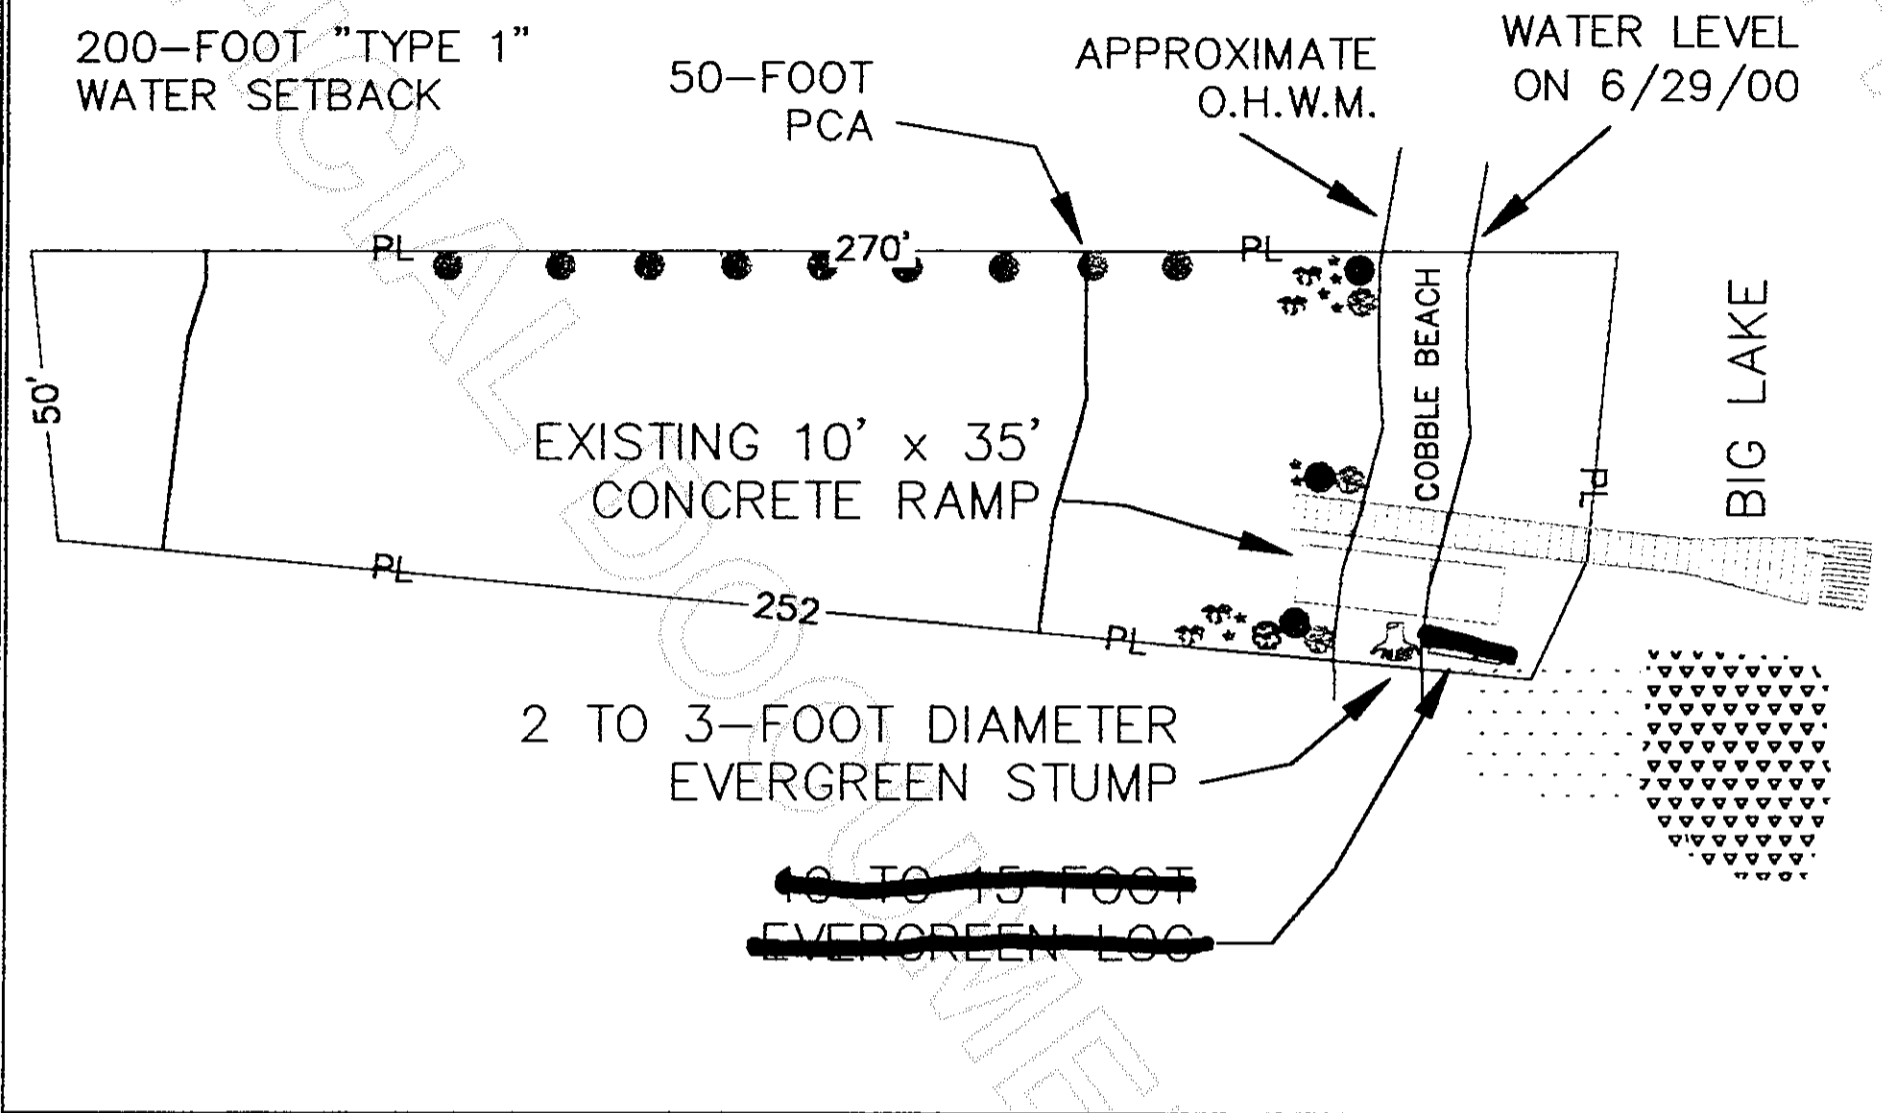 200-FOOT "TYPE 1"
WATER SETBACK
50-FOOT
PCA
APPROXIMATE
O.H.W.M.
WATER LEVEL
ON 6/29/00
PL
270'
PL
50'
COBBLE BEACH
BIG LAKE
EXISTING 10' x 35'
CONCRETE RAMP
PL
PL
252
PL
2 TO 3-FOOT DIAMETER
EVERGREEN STUMP
10 TO 15 FOOT
EVERGREEN LOG
CIAL DOCUME